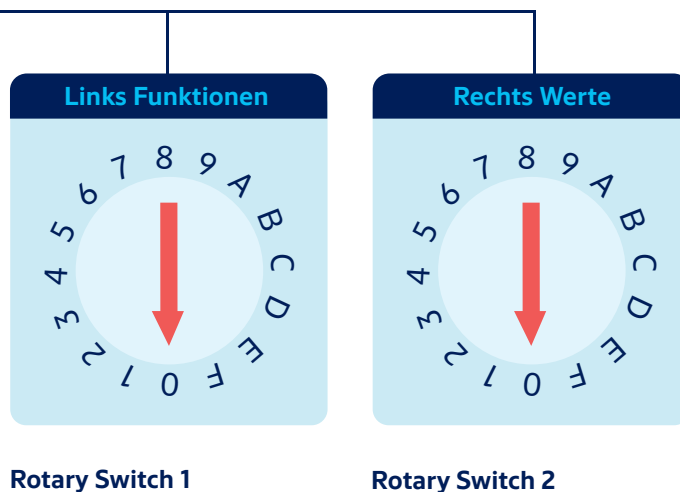 Links Funktionen
0 1 2 3 4 5 6 7 8 9 A B C D E F
Rotary Switch 1
Rechts Werte
0 1 2 3 4 5 6 7 8 9 A B C D E F
Rotary Switch 2